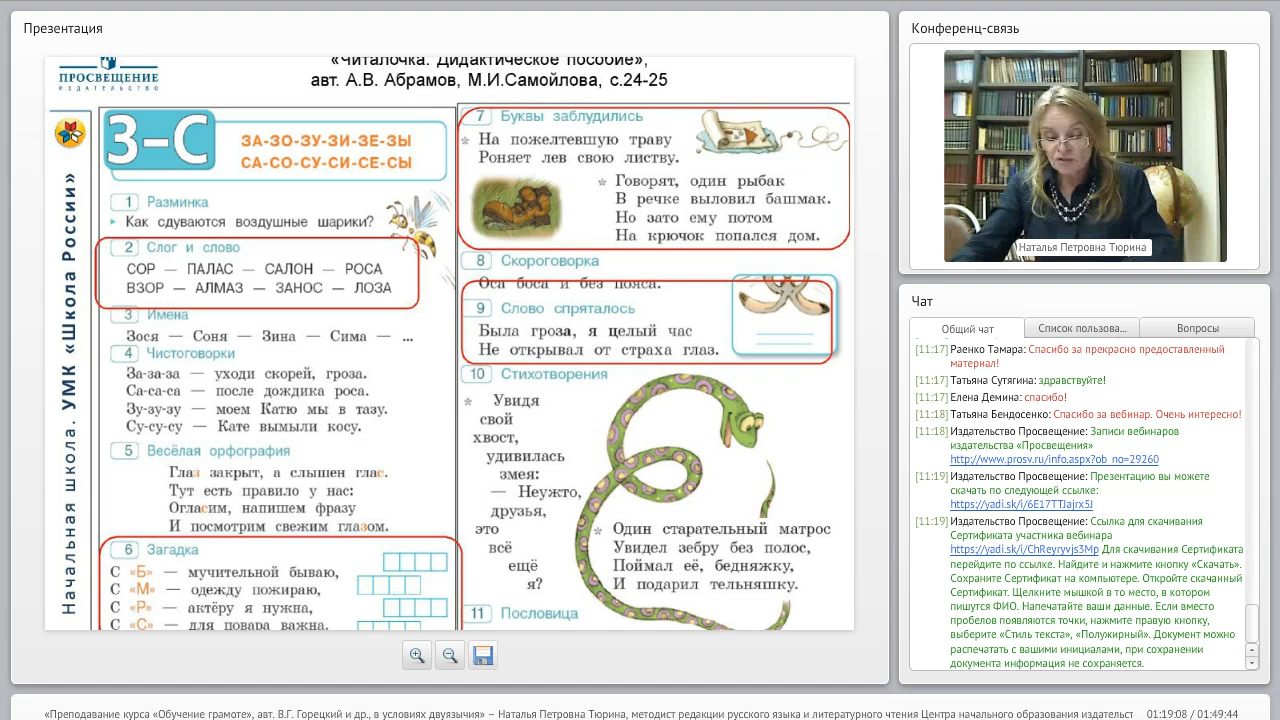 Презентация
ПРОСВЕЩЕНИЕ
ИЗДАТЕЛЬСТВО
«Читалочка. Дидактическое пособие»,
авт. А.В. Абрамов, М.И.Самойлова, с.24-25
Начальная школа. УМК «Школа России»
З–С
ЗА-ЗО-ЗУ-ЗИ-ЗЕ-ЗЫ
СА-СО-СУ-СИ-СЕ-СЫ
1 Разминка
Как сдуваются воздушные шарики?
2 Слог и слово
СОР — ПАЛАС — САЛОН — РОСА
ВЗОР — АЛМАЗ — ЗАНОС — ЛОЗА
3 Имена
Зося — Соня — Зина — Сима — ...
4 Чистоговорки
За-за-за — уходи скорей, гроза.
Са-са-са — после дождика роса.
Зу-зу-зу — моем Катю мы в тазу.
Су-су-су — Кате вымыли косу.
5 Весёлая орфография
Глаз закрыт, а слышен глас.
Тут есть правило у нас:
Огласим, напишем фразу
И посмотрим свежим глазом.
6 Загадка
С «Б» — мучительной бываю,
С «М» — одежду пожираю,
С «Р» — актёру я нужна,
С «С» — для повара важна.
7 Буквы заблудились
* На пожелтевшую траву
Роняет лев свою листву.
* Говорят, один рыбак
В речке выловил башмак.
Но зато ему потом
На крючок попался дом.
8 Скороговорка
Оса боса и без пояса.
9 Слово спряталось
Была гроза, я целый час
Не открывал от страха глаз.
10 Стихотворения
* Увидя
свой
хвост,
удивилась
змея:
— Неужто,
друзья,
это
всё
ещё
я?
* Один старательный матрос
Увидел зебру без полос,
Поймал её, бедняжку,
И подарил тельняшку.
11 Пословица
Конференц-связь
Наталья Петровна Тюрина
Чат
Общий чат
Список пользова...
Вопросы
[11:17] Раенко Тамара: Спасибо за прекрасно предоставленный
материал!
[11:17] Татьяна Сутягина: здравствуйте!
[11:17] Елена Демина: спасибо!
[11:18] Татьяна Бендосенко: Спасибо за вебинар. Очень интересно!
[11:18] Издательство Просвещение: Записи вебинаров
издательства «Просвещения»
http://www.prosv.ru/info.aspx?ob_no=29260
[11:19] Издательство Просвещение: Презентацию вы можете
скачать по следующей ссылке:
https://yadi.sk/i/6E17TTJajrx5J
[11:19] Издательство Просвещение: Ссылка для скачивания
Сертификата участника вебинара
https://yadi.sk/i/ChReyryvjs3Mp Для скачивания Сертификата
перейдите по ссылке. Найдите и нажмите кнопку «Скачать».
Сохраните Сертификат на компьютере. Откройте скачанный
Сертификат. Щелкните мышкой в то место, в котором
пишутся ФИО. Напечатайте ваши данные. Если вместо
пробелов появляются точки, нажмите правую кнопку,
выберите «Стиль текста», «Полужирный». Документ можно
распечатать с вашими инициалами, при сохранении
документа информация не сохраняется.
«Преподавание курса «Обучение грамоте», авт. В.Г. Горецкий и др., в условиях двуязычия» – Наталья Петровна Тюрина, методист редакции русского языка и литературного чтения Центра начального образования издательст 01:19:08 / 01:49:44